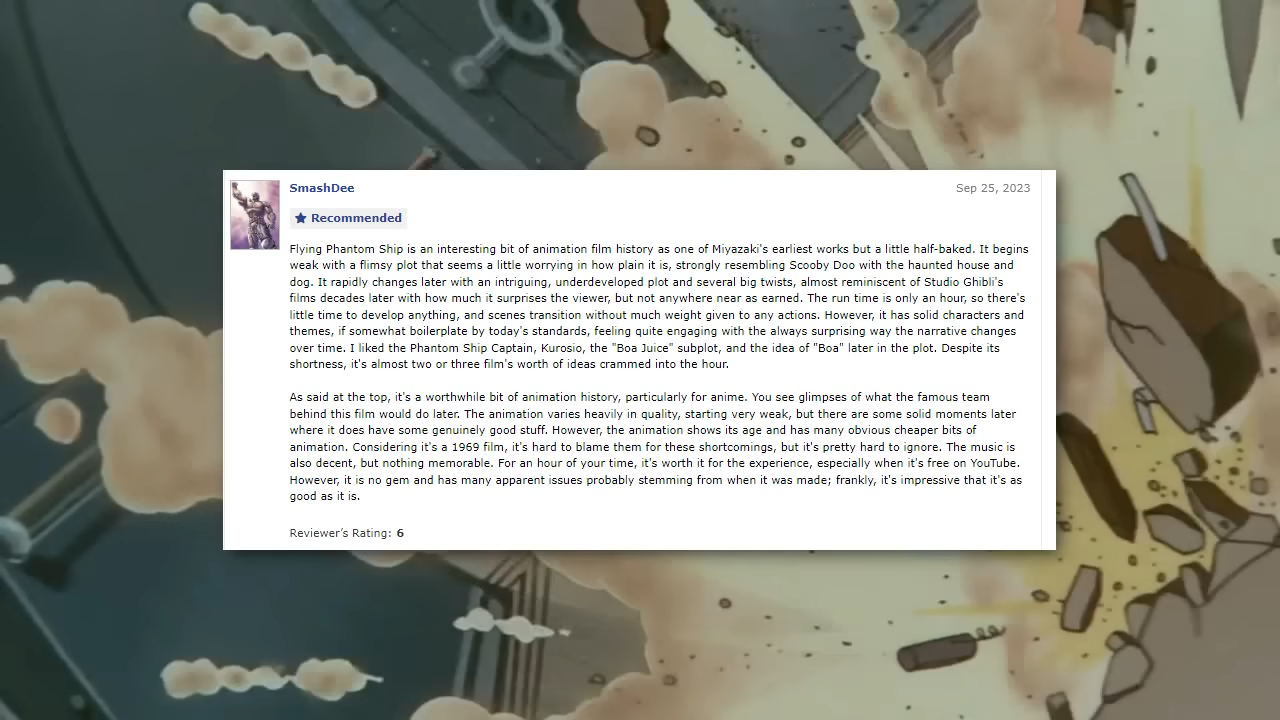 SmashDee
Sep 25, 2023
Recommended
Flying Phantom Ship is an interesting bit of animation film history as one of Miyazaki's earliest works but a little half-baked. It begins
weak with a flimsy plot that seems a little worrying in how plain it is, strongly resembling Scooby Doo with the haunted house and
dog. It rapidly changes later with an intriguing, underdeveloped plot and several big twists, almost reminiscent of Studio Ghibli's
films decades later with how much it surprises the viewer, but not anywhere near as earned. The run time is only an hour, so there's
little time to develop anything, and scenes transition without much weight given to any actions. However, it has solid characters and
themes, if somewhat boilerplate by today's standards, feeling quite engaging with the always surprising way the narrative changes
over time. I liked the Phantom Ship Captain, Kurosio, the "Boa Juice" subplot, and the idea of "Boa" later in the plot. Despite its
shortness, it's almost two or three film's worth of ideas crammed into the hour.
As said at the top, it's a worthwhile bit of animation history, particularly for anime. You see glimpses of what the famous team
behind this film would do later. The animation varies heavily in quality, starting very weak, but there are some solid moments later
where it does have some genuinely good stuff. However, the animation shows its age and has many obvious cheaper bits of
animation. Considering it's a 1969 film, it's hard to blame them for these shortcomings, but it's pretty hard to ignore. The music is
also decent, but nothing memorable. For an hour of your time, it's worth it for the experience, especially when it's free on YouTube.
However, it is no gem and has many apparent issues probably stemming from when it was made; frankly, it's impressive that it's as
good as it is.
Reviewer's Rating: 6